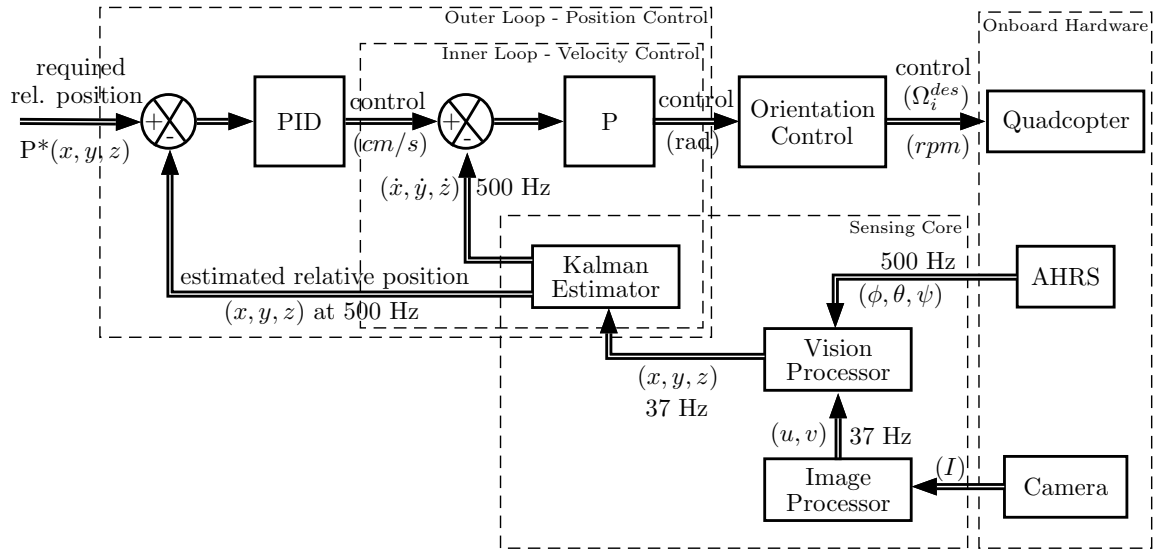 Outer Loop - Position Control
Onboard Hardware
Inner Loop - Velocity Control
required
rel. position
P*(x, y, z)
+
-
PID
control
(cm/s)
+
-
P
control
(rad)
Orientation
Control
control
(Ω_i^{des})
(rpm)
Quadcopter
(ẋ, ẏ, ż)
500 Hz
Sensing Core
Kalman
Estimator
estimated relative position
(x, y, z) at 500 Hz
500 Hz
(ϕ, θ, ψ)
AHRS
Vision
Processor
(x, y, z)
37 Hz
(u, v)
37 Hz
Image
Processor
(I)
Camera